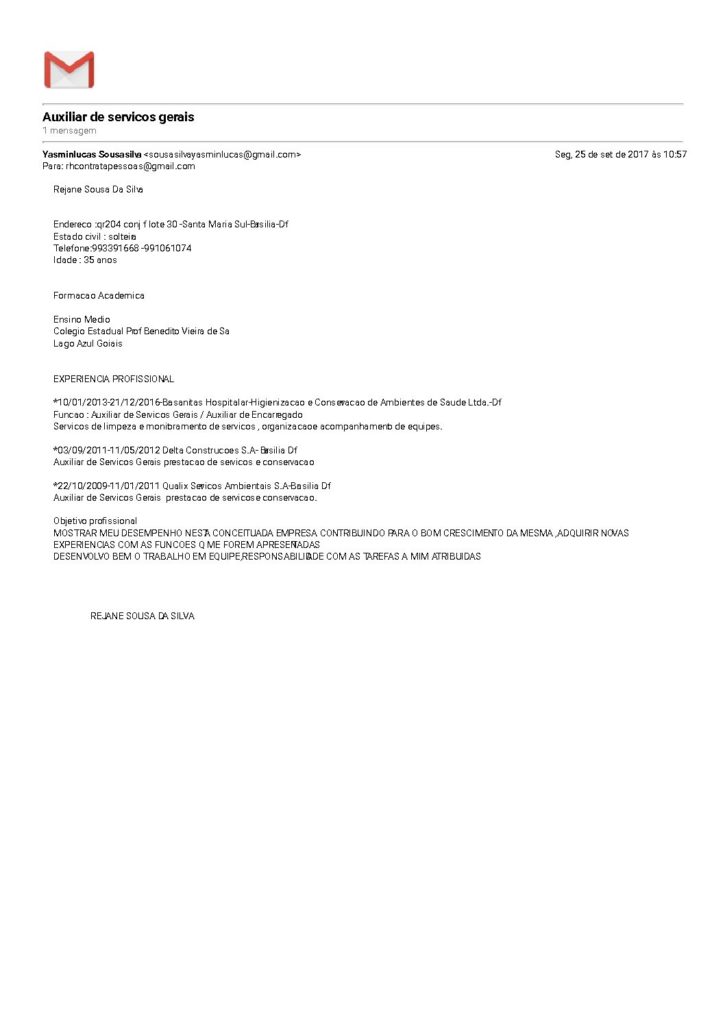 Auxiliar de servicos gerais
1 mensagem
Yasminlucas Sousasilva <sousasilvayasminlucas@gmail.com> Seg, 25 de set de 2017 às 10:57
Para: rhcontratapessoas@gmail.com
Rejane Sousa Da Silva
Endereco :qr204 conj f lote 30 -Santa Maria Sul-Brasilia-Df
Estado civil : solteira
Telefone:993391668 -991061074
Idade : 35 anos
Formacao Academica
Ensino Medio
Colegio Estadual Prof Benedito Vieira de Sa
Lago Azul Goiais
EXPERIENCIA PROFISSIONAL
*10/01/2013-21/12/2016-Basanitas Hospitalar-Higienizacao e Conservacao de Ambientes de Saude Ltda.-Df
Funcao : Auxiliar de Servicos Gerais / Auxiliar de Encarregado
Servicos de limpeza e monitoramento de servicos , organizacao e acompanhamento de equipes.
*03/09/2011-11/05/2012 Delta Construcoes S.A- Brasilia Df
Auxiliar de Servicos Gerais prestacao de servicos e conservacao
*22/10/2009-11/01/2011 Qualix Servicos Ambientais S.A-Brasilia Df
Auxiliar de Servicos Gerais prestacao de servicos e conservacao.
Objetivo profissional
MOSTRAR MEU DESEMPENHO NESTA CONCEITUADA EMPRESA CONTRIBUINDO PARA O BOM CRESCIMENTO DA MESMA ,ADQUIRIR NOVAS
EXPERIENCIAS COM AS FUNCOES Q ME FOREM APRESENTADAS
DESENVOLVO BEM O TRABALHO EM EQUIPE,RESPONSABILIDADE COM AS TAREFAS A MIM ATRIBUIDAS
REJANE SOUSA DA SILVA